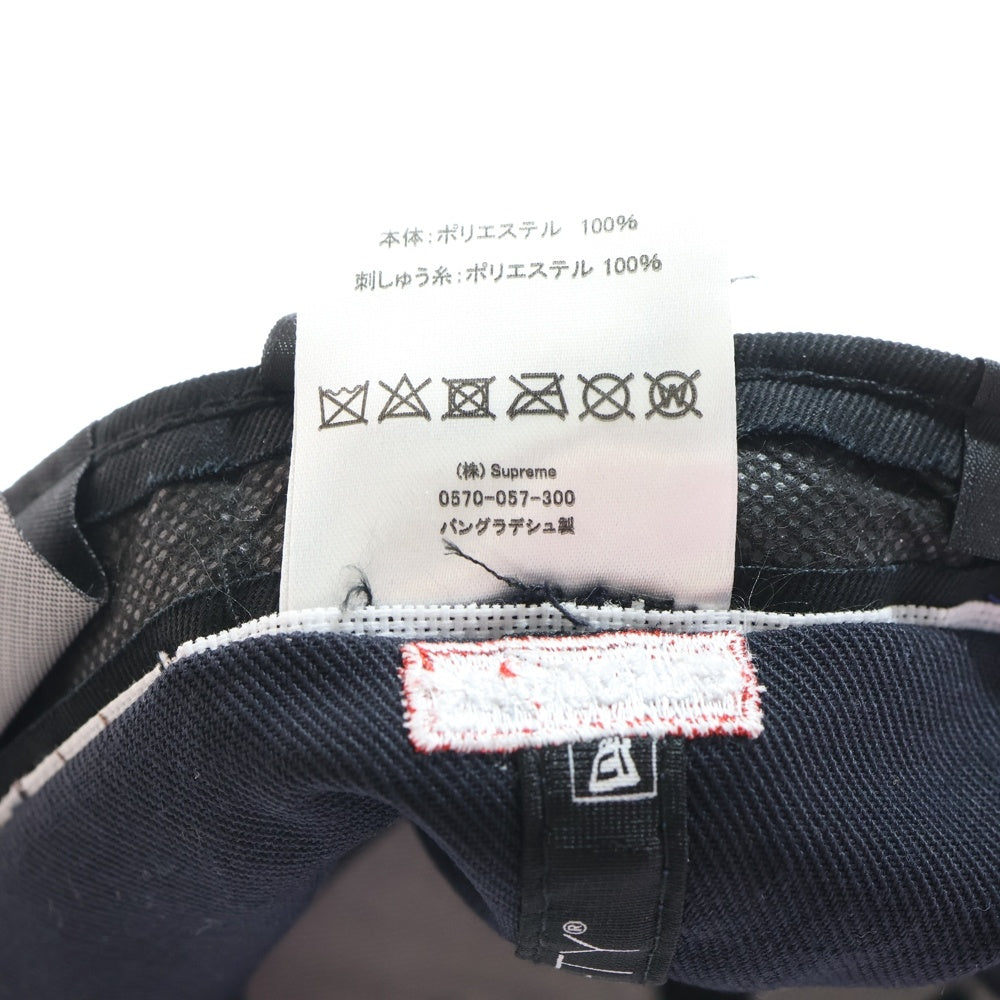 本体:ポリエステル 100%
刺しゅう糸:ポリエステル 100%
W
(株) Supreme
0570-057-300
バングラデシュ製
TY®